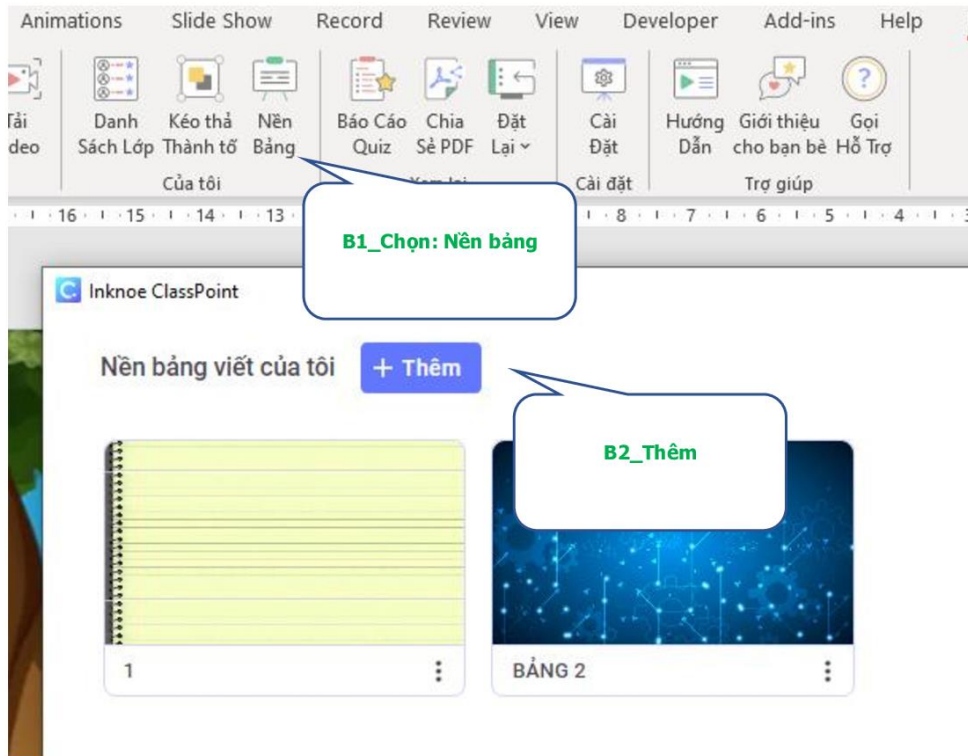 Animations Slide Show Record Review View Developer Add-ins Help
Danh Kéo thả Nền Báo Cáo Chia Đặt Cài Hướng Giới thiệu Gọi
deo Sách Lớp Thành tố Bảng Quiz Sẻ PDF Lại Đặt Dẫn cho bạn bè Hỗ Trợ
Của tôi Cài đặt Trợ giúp
16 15 14 13 8 7 6 5 4 3
B1_Chọn: Nền bảng
Inknoe ClassPoint
Nền bảng viết của tôi + Thêm
B2_Thêm
1 BẢNG 2